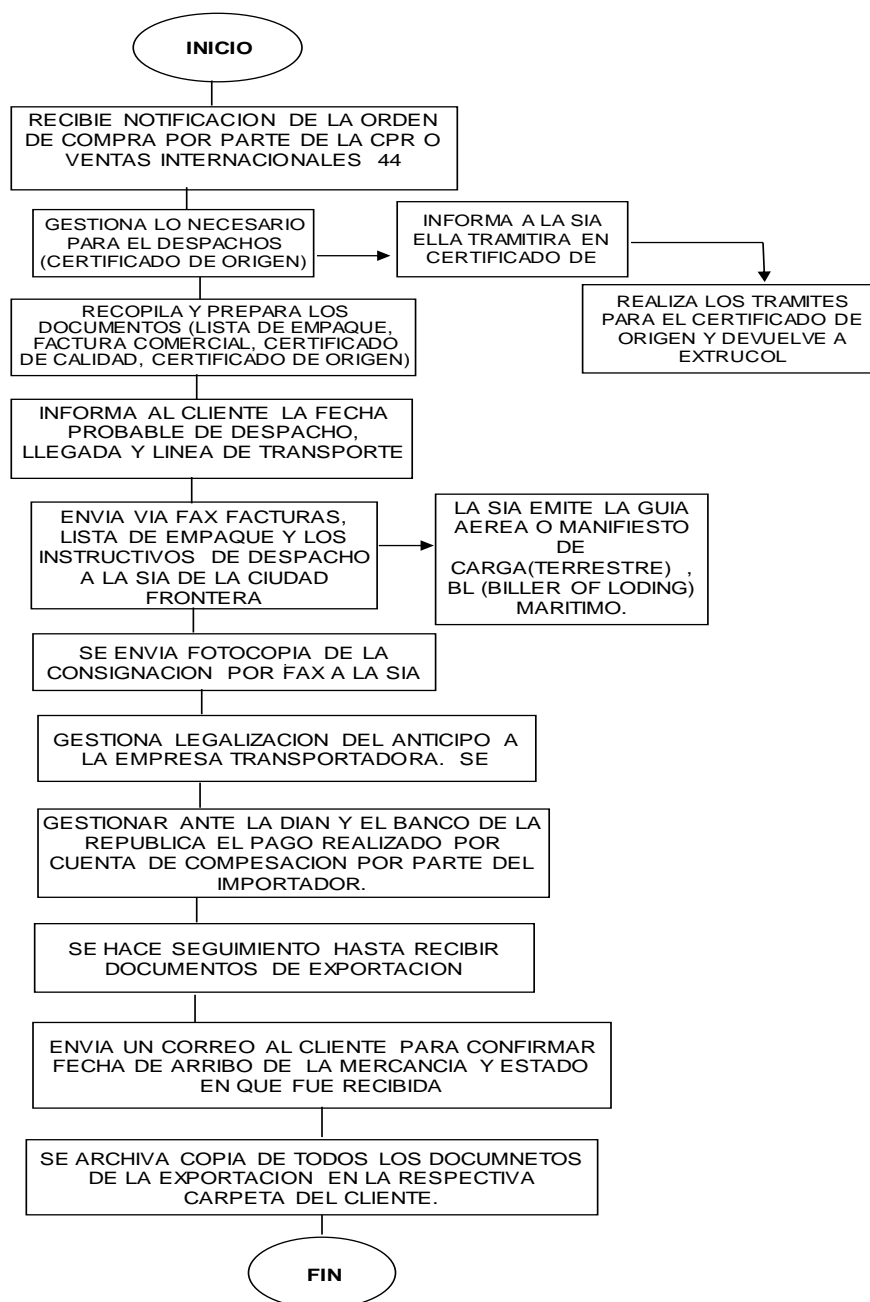 INICIO
RECIBIE NOTIFICACION DE LA ORDEN
DE COMPRA POR PARTE DE LA CPR O
VENTAS INTERNACIONALES 44
GESTIONA LO NECESARIO
PARA EL DESPACHOS
(CERTIFICADO DE ORIGEN)
INFORMA A LA SIA
ELLA TRAMITIRA EN
CERTIFICADO DE
REALIZA LOS TRAMITES
PARA EL CERTIFICADO DE
ORIGEN Y DEVUELVE A
EXTRUCOL
RECOPILA Y PREPARA LOS
DOCUMENTOS (LISTA DE EMPAQUE,
FACTURA COMERCIAL, CERTIFICADO
DE CALIDAD, CERTIFICADO DE ORIGEN)
INFORMA AL CLIENTE LA FECHA
PROBABLE DE DESPACHO,
LLEGADA Y LINEA DE TRANSPORTE
ENVIA VIA FAX FACTURAS,
LISTA DE EMPAQUE Y LOS
INSTRUCTIVOS DE DESPACHO
A LA SIA DE LA CIUDAD
FRONTERA
LA SIA EMITE LA GUIA
AEREA O MANIFIESTO
DE
CARGA(TERRESTRE) ,
BL (BILLER OF LODING)
MARITIMO.
SE ENVIA FOTOCOPIA DE LA
CONSIGNACION POR FAX A LA SIA
GESTIONA LEGALIZACION DEL ANTICIPO A
LA EMPRESA TRANSPORTADORA. SE
GESTIONAR ANTE LA DIAN Y EL BANCO DE LA
REPUBLICA EL PAGO REALIZADO POR
CUENTA DE COMPESACION POR PARTE DEL
IMPORTADOR.
SE HACE SEGUIMIENTO HASTA RECIBIR
DOCUMENTOS DE EXPORTACION
ENVIA UN CORREO AL CLIENTE PARA CONFIRMAR
FECHA DE ARRIBO DE LA MERCANCIA Y ESTADO
EN QUE FUE RECIBIDA
SE ARCHIVA COPIA DE TODOS LOS DOCUMNETOS
DE LA EXPORTACION EN LA RESPECTIVA
CARPETA DEL CLIENTE.
FIN